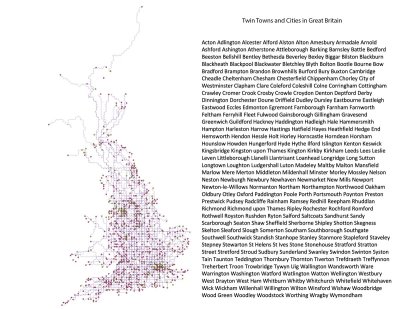 Twin Towns and Cities in Great Britain
Acton Adlington Alcester Alford Alston Alton Amesbury Armadale Arnold
Ashford Ashington Atherstone Attleborough Barking Barnsley Battle Bedford
Beeston Bellshill Bentley Bethesda Beverley Bexley Biggar Bilston Blackburn
Blackheath Blackpool Blackwater Bletchley Blyth Bolton Bootle Bourne Bow
Bradford Brampton Brandon Brownhills Burford Bury Buxton Cambridge
Cheadle Cheltenham Chesham Chesterfield Chippenham Chorley City of
Westminster Clapham Clare Coleford Coleshill Colne Corringham Cottingham
Crawley Cromer Crook Crosby Crowle Croydon Denton Deptford Derby
Dinnington Dorchester Doune Driffield Dudley Dursley Eastbourne Eastleigh
Eastwood Eccles Edmonton Egremont Farnborough Farnham Farnworth
Feltham Ferryhill Fleet Fulwood Gainsborough Gillingham Gravesend
Greenwich Guildford Hackney Haddington Hadleigh Hale Hammersmith
Hampton Harleston Harrow Hastings Hatfield Hayes Heathfield Hedge End
Hemsworth Hendon Hessle Holt Horley Horncastle Horndean Horsham
Hounslow Howden Hungerford Hyde Hythe Ilford Islington Kenton Keswick
Kingsbridge Kingston upon Thames Kington Kirkby Kirkham Leeds Lees Leslie
Leven Littleborough Llanelli Llantrisant Loanhead Longridge Long Sutton
Longtown Loughton Ludgershall Luton Madeley Maltby Malton Mansfield
Marlow Mere Merton Middleton Mildenhall Minster Morley Mossley Nelson
Neston Newburgh Newbury Newhaven Newmarket New Mills Newport
Newton-le-Willows Normanton Northam Northampton Northwood Oakham
Oldbury Otley Oxford Paddington Poole Porth Portsmouth Poynton Preston
Prestwick Pudsey Radcliffe Rainham Ramsey Redhill Reepham Rhuddlan
Richmond Richmond upon Thames Ripley Rochester Rochford Romford
Rothwell Royston Rushden Ryton Salford Saltcoats Sandhurst Sandy
Scarborough Seaton Shaw Sheffield Sherborne Shipley Shotton Skegness
Skelton Sleaford Slough Somerton Southam Southborough Southgate
Southwell Southwick Standish Stanhope Stanley Stanmore Stapleford Staveley
Stepney Stewarton St Helens St Ives Stone Stonehouse Stratford Stratton
Street Stretford Stroud Sudbury Sunderland Swanley Swindon Swinton Syston
Tain Taunton Teddington Thornbury Thornton Tiverton Tredegar Treffynnon
Treherbert Troon Trowbridge Tywyn Uig Wallington Wandsworth Ware
Warrington Washington Watford Watlington Watton Wellington Westbury
West Drayton West Ham Whitburn Whitby Whitchurch Whitefield Whitehaven
Wick Wickham Willenhall Willington Wilton Winsford Wishaw Woodbridge
Wood Green Woodley Woodstock Worthing Wragby Wymondham